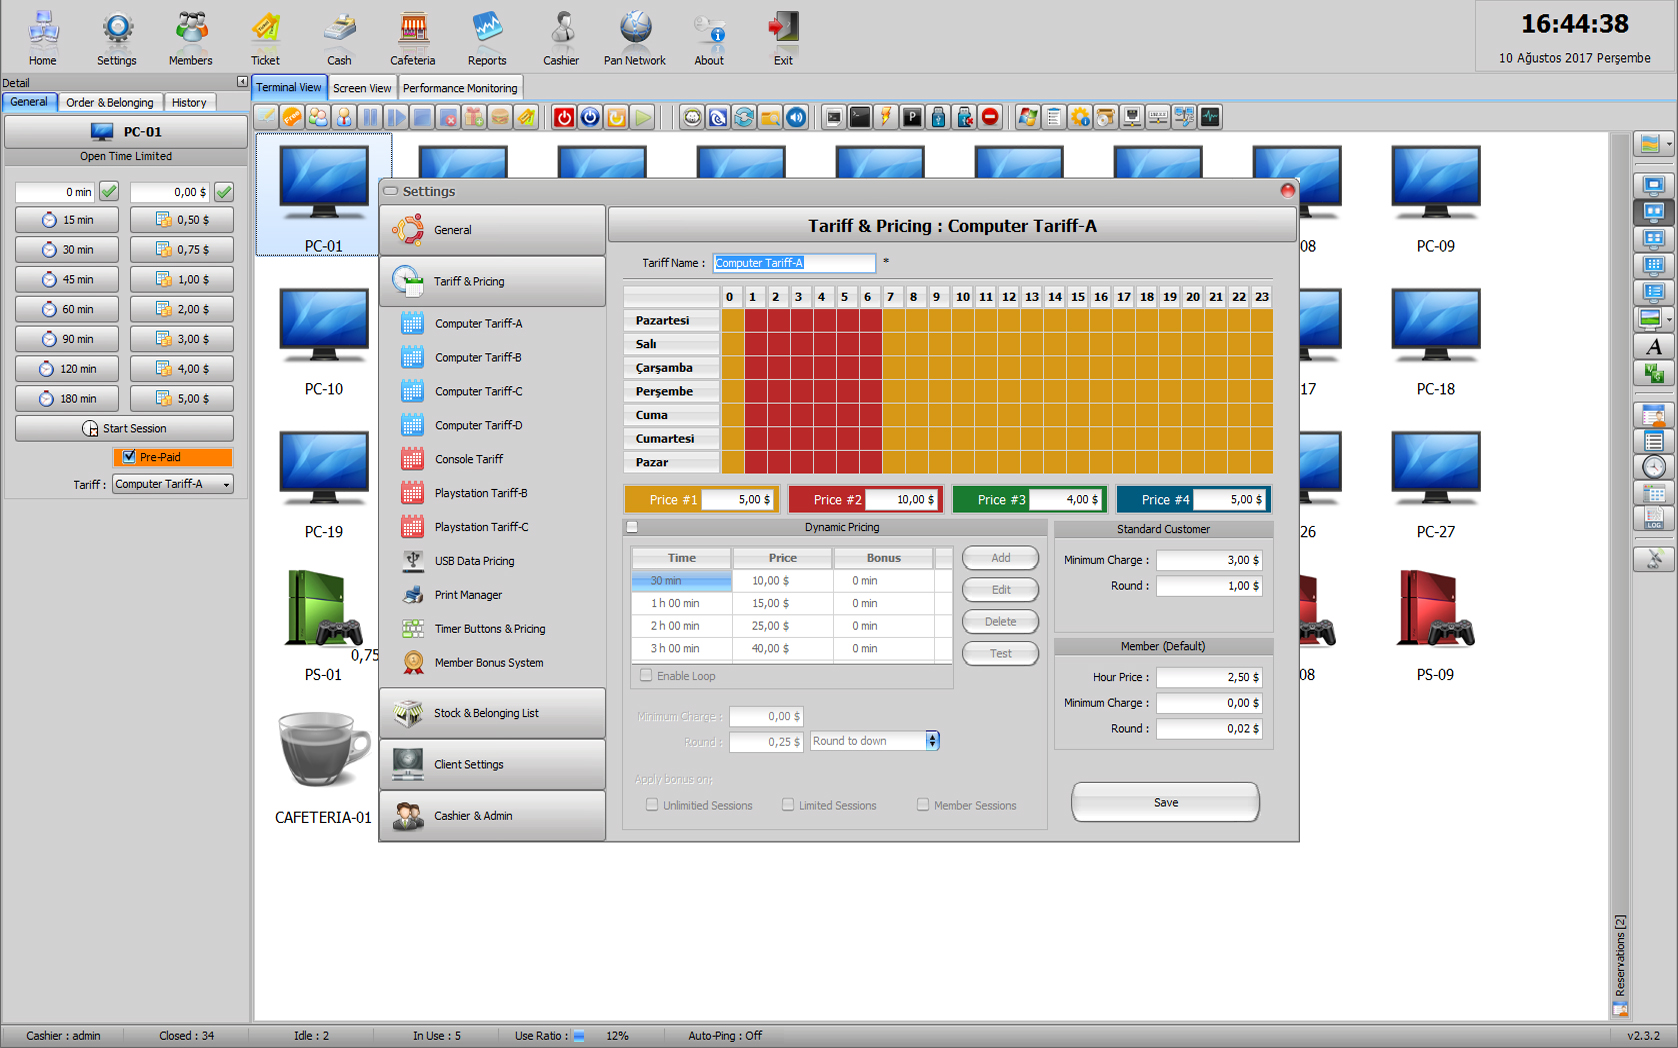 Home
Settings
Members
Ticket
Cash
Cafeteria
Reports
Cashier
Pan Network
About
Exit
16:44:38
10 Ağustos 2017 Perşembe
Detail
General
Order & Belonging
History
Terminal View
Screen View
Performance Monitoring
PC-01
Open Time Limited
0 min
0,00 $
15 min
0,50 $
30 min
0,75 $
45 min
1,00 $
60 min
2,00 $
90 min
3,00 $
120 min
4,00 $
180 min
5,00 $
Start Session
Pre-Paid
Tariff :
Computer Tariff-A
PC-01
08
PC-09
PC-10
17
PC-18
PC-19
26
PC-27
0,75
PS-01
08
PS-09
CAFETERIA-01
Settings
General
Tariff & Pricing
Computer Tariff-A
Computer Tariff-B
Computer Tariff-C
Computer Tariff-D
Console Tariff
Playstation Tariff-B
Playstation Tariff-C
USB Data Pricing
Print Manager
Timer Buttons & Pricing
Member Bonus System
Stock & Belonging List
Client Settings
Cashier & Admin
Tariff & Pricing : Computer Tariff-A
Tariff Name :
Computer Tariff-A
*
0 1 2 3 4 5 6 7 8 9 10 11 12 13 14 15 16 17 18 19 20 21 22 23
Pazartesi
Salı
Çarşamba
Perşembe
Cuma
Cumartesi
Pazar
Price #1 5,00 $
Price #2 10,00 $
Price #3 4,00 $
Price #4 5,00 $
Dynamic Pricing
Time Price Bonus
30 min 10,00 $ 0 min
1 h 00 min 15,00 $ 0 min
2 h 00 min 25,00 $ 0 min
3 h 00 min 40,00 $ 0 min
Enable Loop
Add
Edit
Delete
Test
Minimum Charge : 0,00 $
Round : 0,25 $
Round to down
Apply bonus on;
Unlimitied Sessions
Limited Sessions
Member Sessions
Standard Customer
Minimum Charge : 3,00 $
Round : 1,00 $
Member (Default)
Hour Price : 2,50 $
Minimum Charge : 0,00 $
Round : 0,02 $
Save
A
LOG
Reservations [2]
Cashier : admin
Closed : 34
Idle : 2
In Use : 5
Use Ratio :
12%
Auto-Ping : Off
v2.3.2